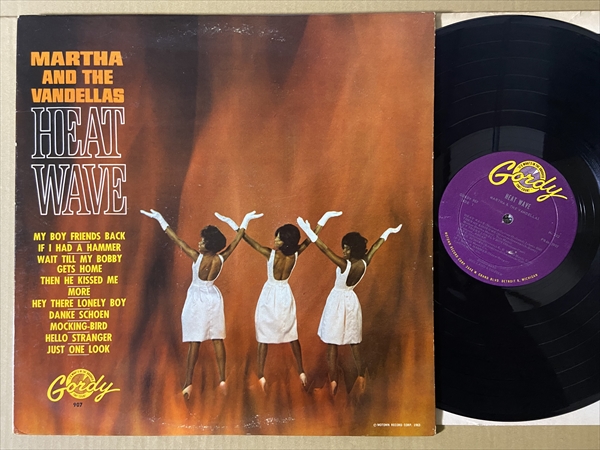 MARTHA
AND THE
VANDELLAS
HEAT
WAVE
MY BOY FRIENDS BACK
IF I HAD A HAMMER
WAIT TILL MY BOBBY
GETS HOME
THEN HE KISSED ME
MORE
HEY THERE LONELY BOY
DANKE SCHOEN
MOCKING-BIRD
HELLO STRANGER
JUST ONE LOOK
Gordy
907
Gordy
HEAT WAVE